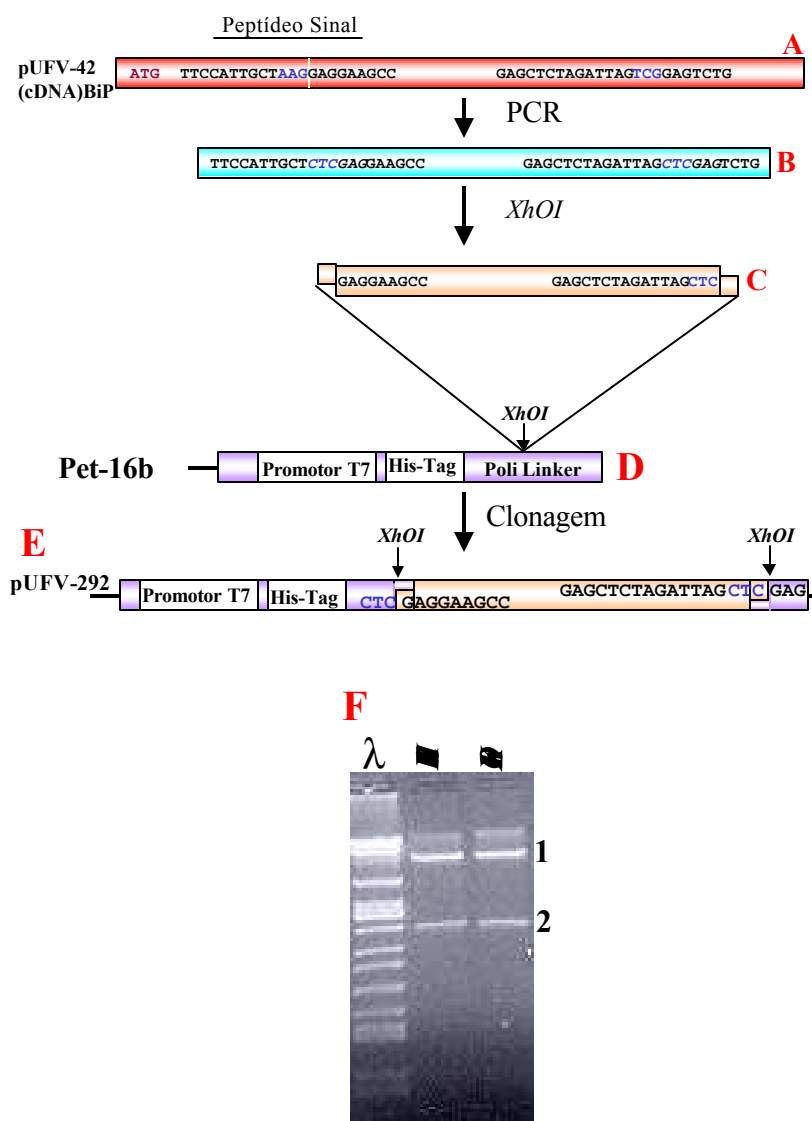 Peptídeo Sinal
A
pUFV-42
(cDNA)BiP
ATG TTCCATTGCTAAGGAGGAAGCC GAGCTCTAGATTAGTCGGAGTCTG
PCR
TTCCATTGCTCTCGAGGAAGCC GAGCTCTAGATTAGCTCGAGTCTG
B
XhOI
GAGGAAGCC GAGCTCTAGATTAGCTC
C
XhOI
Pet-16b
Promotor T7 His-Tag Poli Linker
D
Clonagem
E
XhOI XhOI
pUFV-292
Promotor T7 His-Tag CTC GAGGAAGCC GAGCTCTAGATTAGCTC GAG
F
λ
1
2